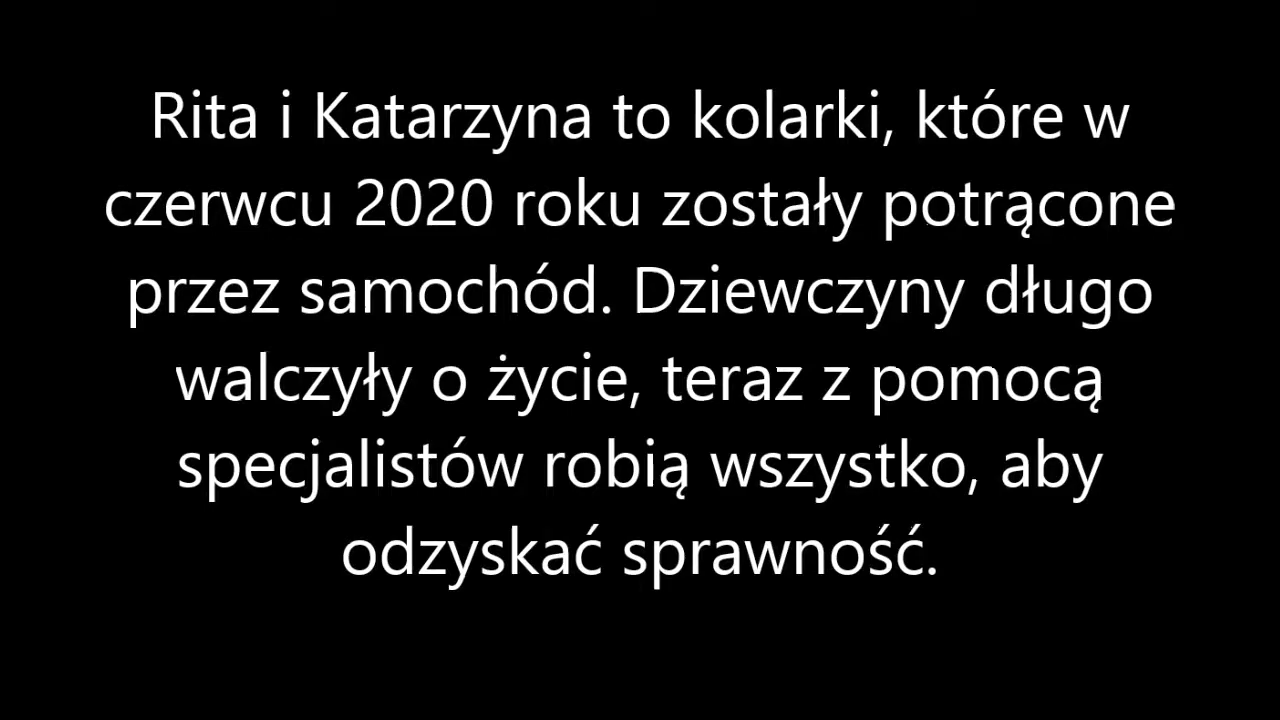 Rita i Katarzyna to kolarki, które w
czerwcu 2020 roku zostały potrącone
przez samochód. Dziewczyny długo
walczyły o życie, teraz z pomocą
specjalistów robią wszystko, aby
odzyskać sprawność.